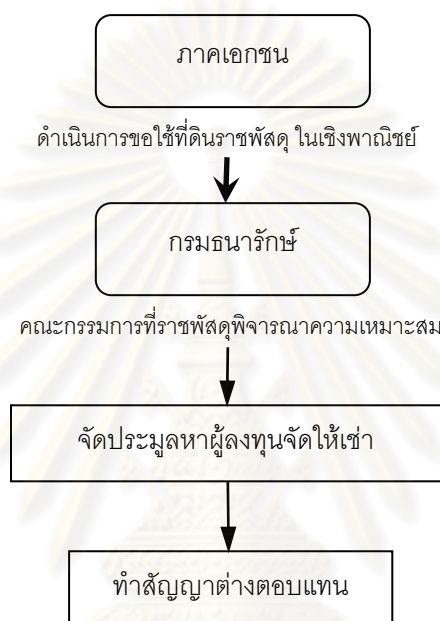 ภาคเอกชน
ดำเนินการขอใช้ที่ดินราชพัสดุ ในเชิงพาณิชย์
กรมธนารักษ์
คณะกรรมการที่ราชพัสดุพิจารณาความเหมาะสม
จัดประมูลหาผู้ลงทุนจัดให้เช่า
ทำสัญญาต่างตอบแทน